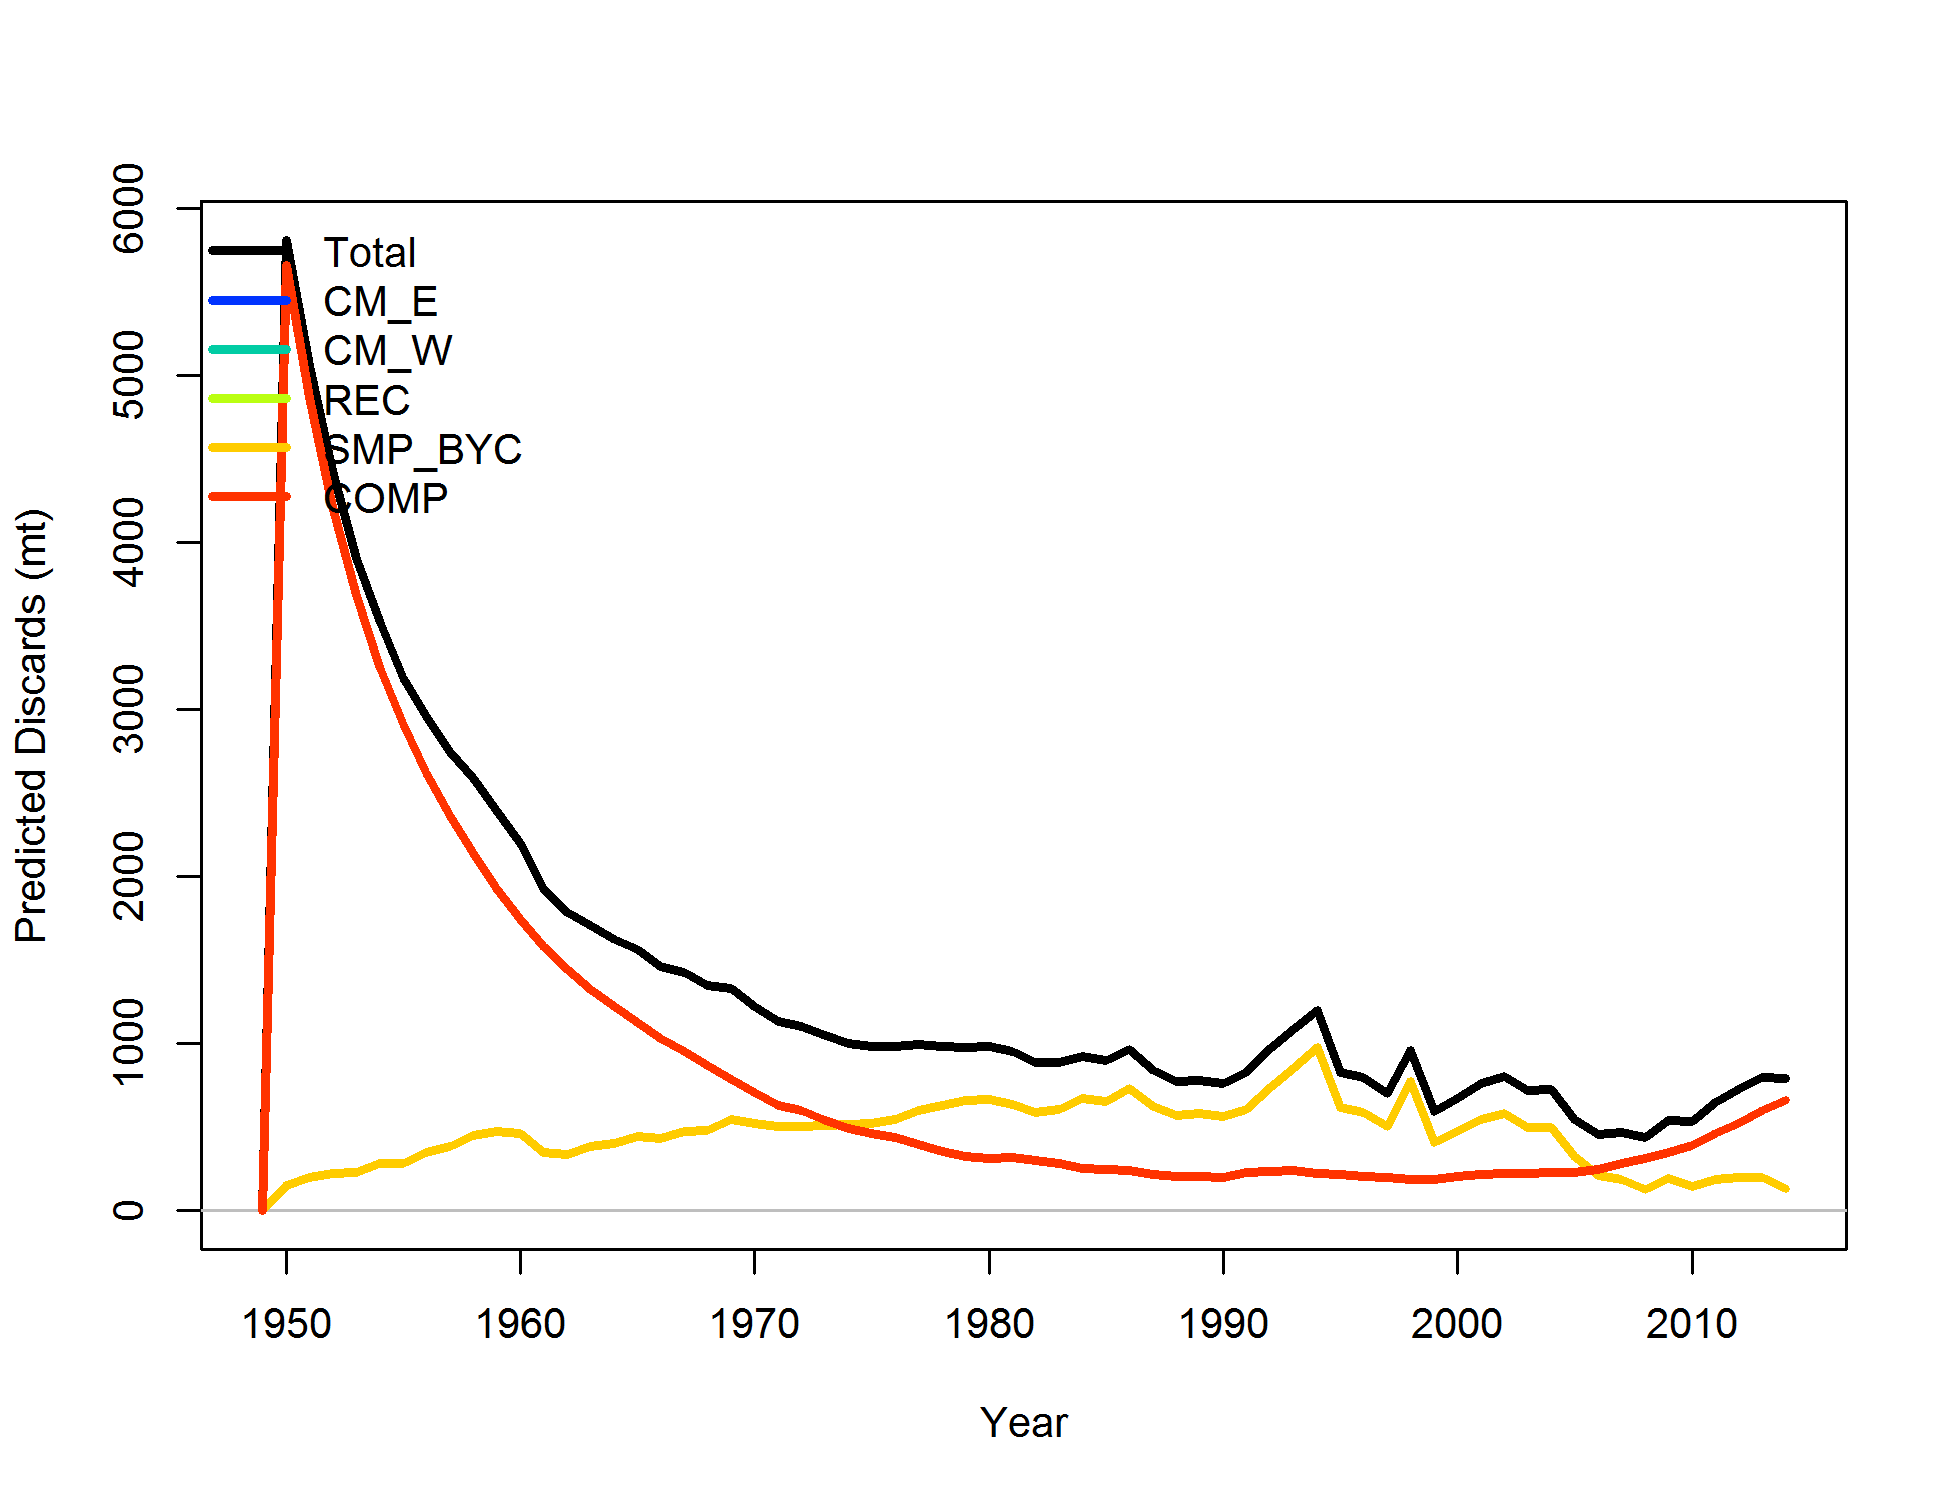 Total
CM_E
CM_W
REC
SMP_BYC
COMP
Predicted Discards (mt)
6000
5000
4000
3000
2000
1000
0
1950 1960 1970 1980 1990 2000 2010
Year